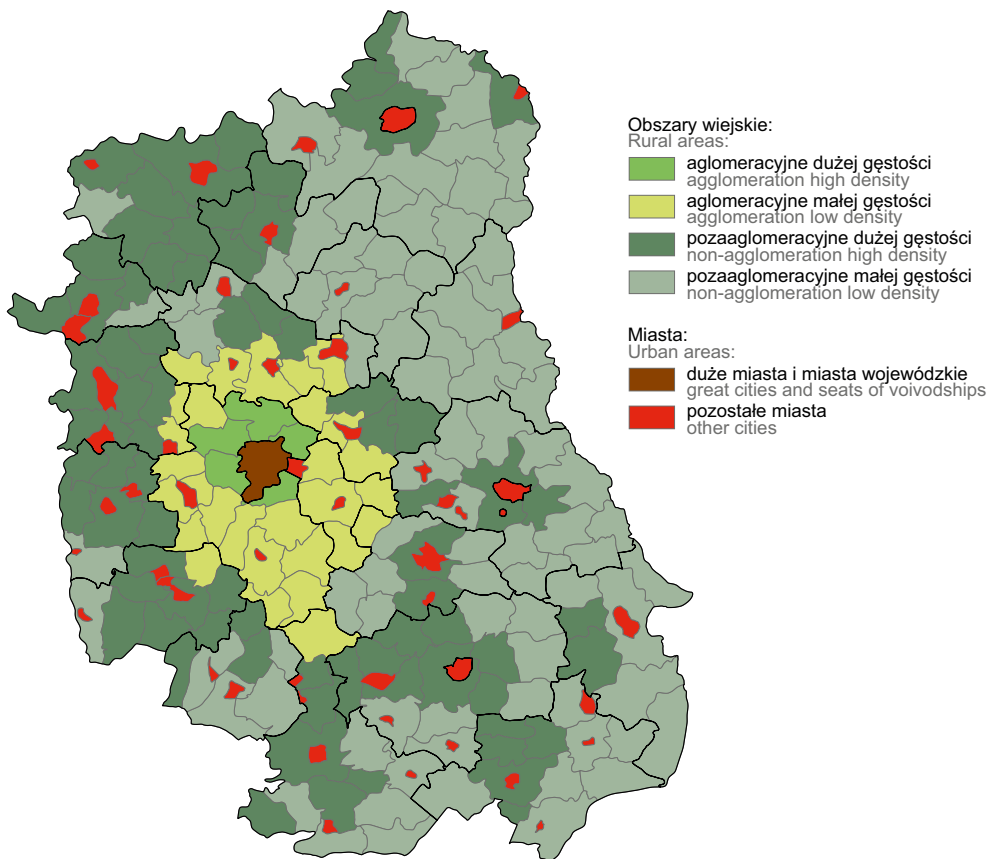 Obszary wiejskie:
Rural areas:
aglomeracyjne dużej gęstości
agglomeration high density
aglomeracyjne małej gęstości
agglomeration low density
pozaaglomeracyjne dużej gęstości
non-agglomeration high density
pozaaglomeracyjne małej gęstości
non-agglomeration low density
Miasta:
Urban areas:
duże miasta i miasta wojewódzkie
great cities and seats of voivodships
pozostałe miasta
other cities